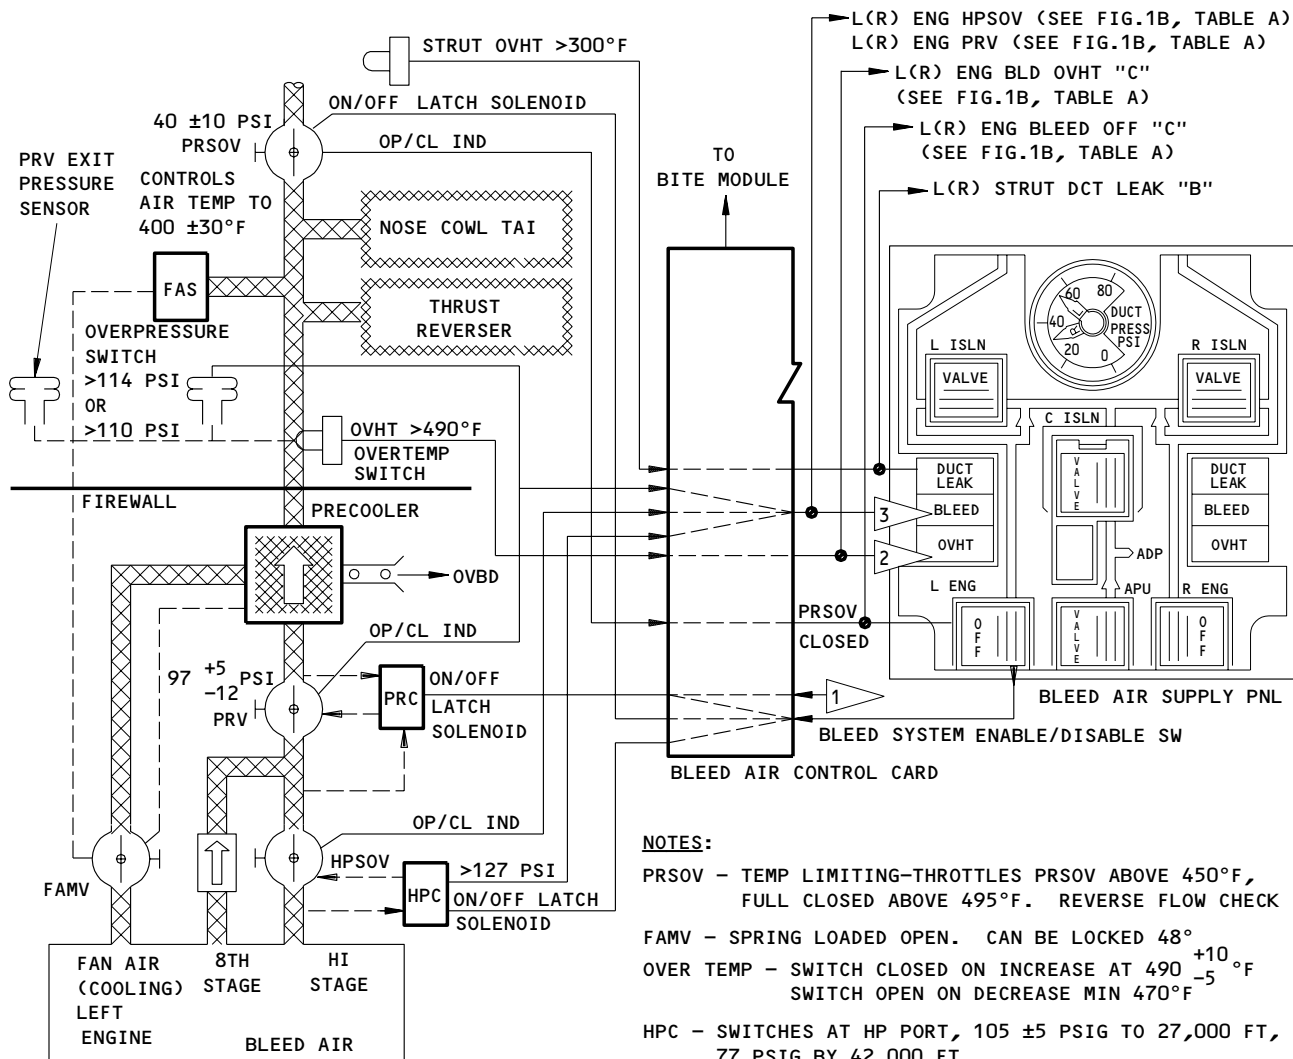 L(R) ENG HPSOV (SEE FIG.1B, TABLE A)
L(R) ENG PRV (SEE FIG.1B, TABLE A)
STRUT OVHT >300°F
L(R) ENG BLD OVHT "C"
(SEE FIG.1B, TABLE A)
ON/OFF LATCH SOLENOID
40 ±10 PSI
PRSOV
OP/CL IND
L(R) ENG BLEED OFF "C"
(SEE FIG.1B, TABLE A)
PRV EXIT
PRESSURE
SENSOR
CONTROLS
AIR TEMP TO
400 ±30°F
TO
BITE MODULE
L(R) STRUT DCT LEAK "B"
NOSE COWL TAI
FAS
THRUST
REVERSER
OVERPRESSURE
SWITCH
>114 PSI
OR
>110 PSI
80
60
40
20
0
L
R
DUCT
PRESS
PSI
L ISLN
R ISLN
VALVE
VALVE
C ISLN
VALVE
OVHT >490°F
OVERTEMP
SWITCH
FIREWALL
PRECOOLER
DUCT
LEAK
BLEED
OVHT
DUCT
LEAK
BLEED
OVHT
3
2
ADP
APU
OVBD
L ENG
R ENG
OFF
VALVE
OFF
PRSOV
CLOSED
OP/CL IND
97 +5 -12 PSI
PRV
PRC
ON/OFF
LATCH
SOLENOID
1
BLEED AIR SUPPLY PNL
BLEED SYSTEM ENABLE/DISABLE SW
BLEED AIR CONTROL CARD
OP/CL IND
HPSOV
>127 PSI
HPC
ON/OFF LATCH
SOLENOID
FAMV
FAN AIR
(COOLING)
LEFT
ENGINE
8TH
STAGE
HI
STAGE
BLEED AIR
NOTES:
PRSOV – TEMP LIMITING–THROTTLES PRSOV ABOVE 450°F,
FULL CLOSED ABOVE 495°F. REVERSE FLOW CHECK
FAMV – SPRING LOADED OPEN. CAN BE LOCKED 48°
OVER TEMP – SWITCH CLOSED ON INCREASE AT 490 +10 -5 °F
SWITCH OPEN ON DECREASE MIN 470°F
HPC – SWITCHES AT HP PORT, 105 ±5 PSIG TO 27,000 FT,
77 PSIG BY 42,000 FT